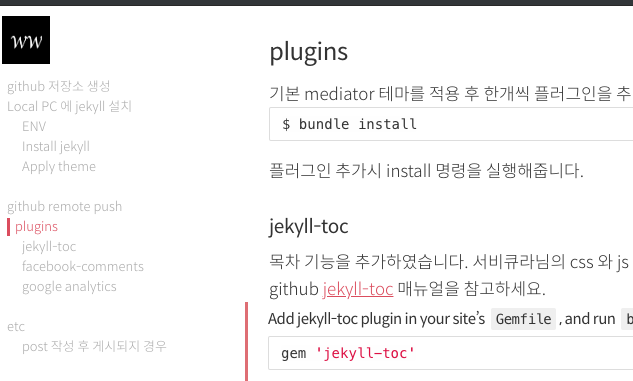 ww
github 저장소 생성
Local PC 에 jekyll 설치
ENV
Install jekyll
Apply theme
github remote push
plugins
jekyll-toc
facebook-comments
google analytics
etc
post 작성 후 게시되지 경우
plugins
기본 mediator 테마를 적용 후 한개씩 플러그인을 추
$ bundle install
플러그인 추가시 install 명령을 실행해줍니다.
jekyll-toc
목차 기능을 추가하였습니다. 서비큐라님의 css 와 js
github jekyll-toc 매뉴얼을 참고하세요.
Add jekyll-toc plugin in your site's Gemfile , and run b
gem 'jekyll-toc'